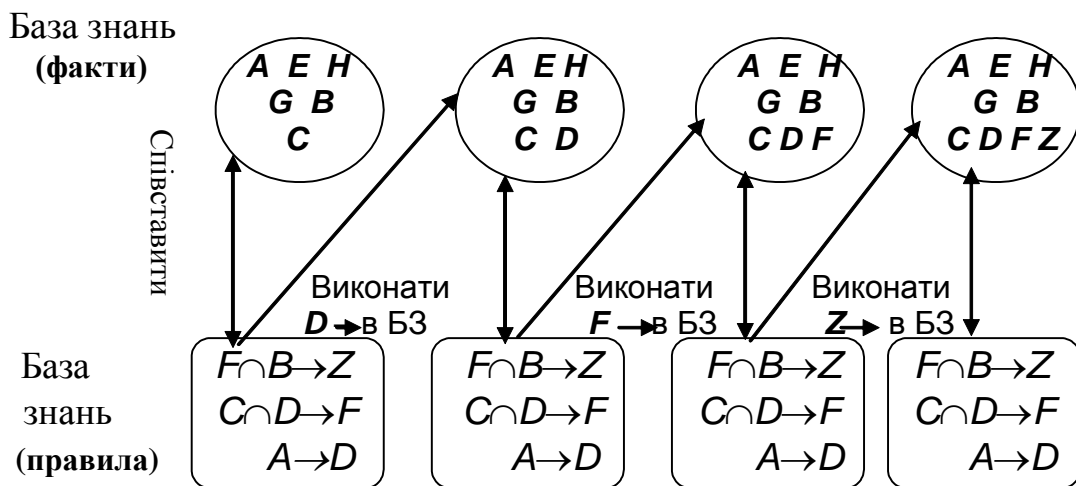 База знань
(факти)
A E H
G B
C
A E H
G B
C D
A E H
G B
C D F
A E H
G B
C D F Z
Співставити
Виконати
D → в БЗ
Виконати
F → в БЗ
Виконати
Z → в БЗ
База
знань
(правила)
F∩B→Z
C∩D→F
A→D
F∩B→Z
C∩D→F
A→D
F∩B→Z
C∩D→F
A→D
F∩B→Z
C∩D→F
A→D